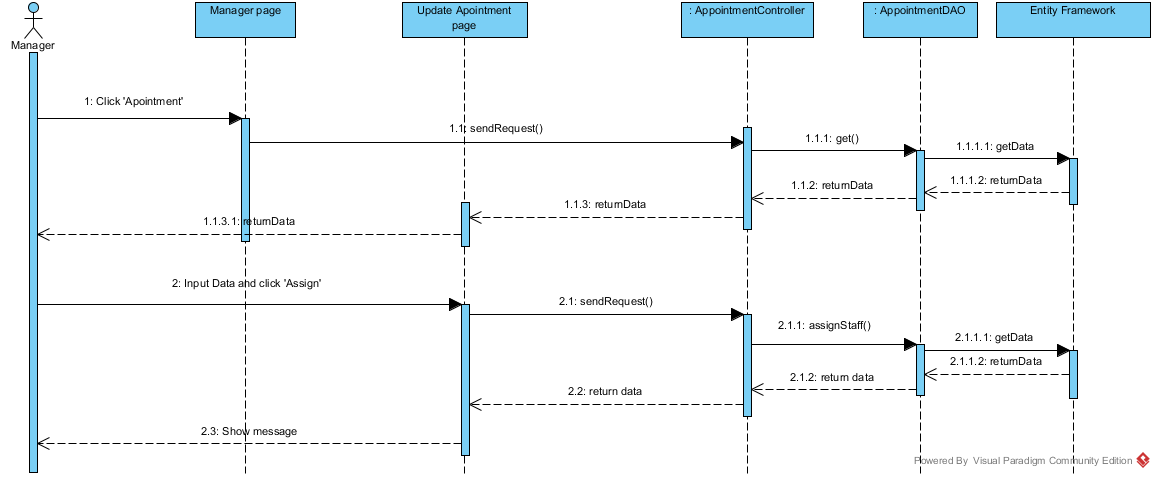 Manager page
Update Apointment
page
: AppointmentController
: AppointmentDAO
Entity Framework
Manager
1: Click 'Apointment'
1.1: sendRequest()
1.1.1: get()
1.1.1.1: getData
1.1.1.2: returnData
1.1.2: returnData
1.1.3: returnData
1.1.3.1: returnData
2: Input Data and click 'Assign'
2.1: sendRequest()
2.1.1: assignStaff()
2.1.1.1: getData
2.1.1.2: returnData
2.1.2: return data
2.2: return data
2.3: Show message
Powered By Visual Paradigm Community Edition